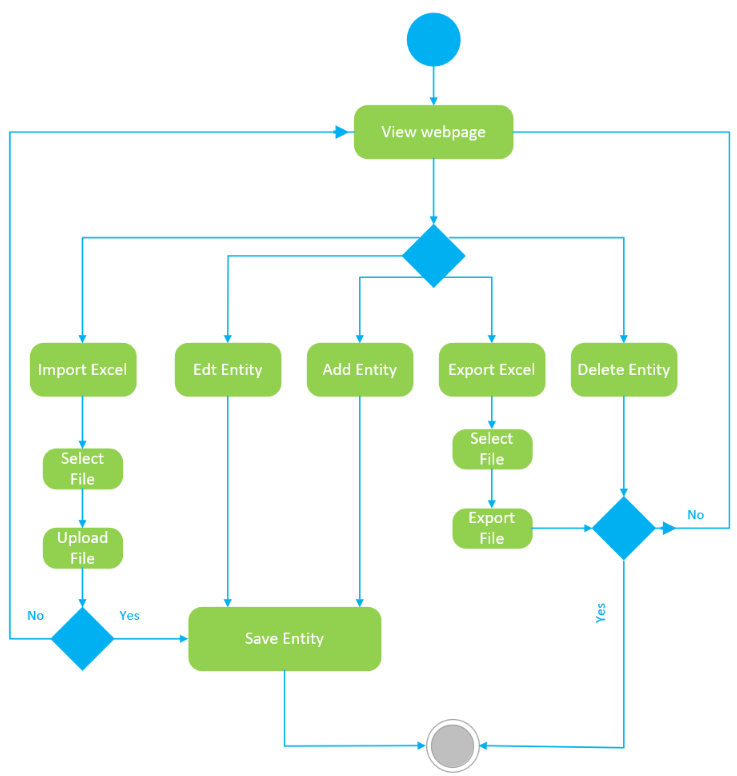 View webpage
Import Excel
Edt Entity
Add Entity
Export Excel
Delete Entity
Select
File
Select
File
Upload
File
Export
File
No
No
Yes
Yes
Save Entity